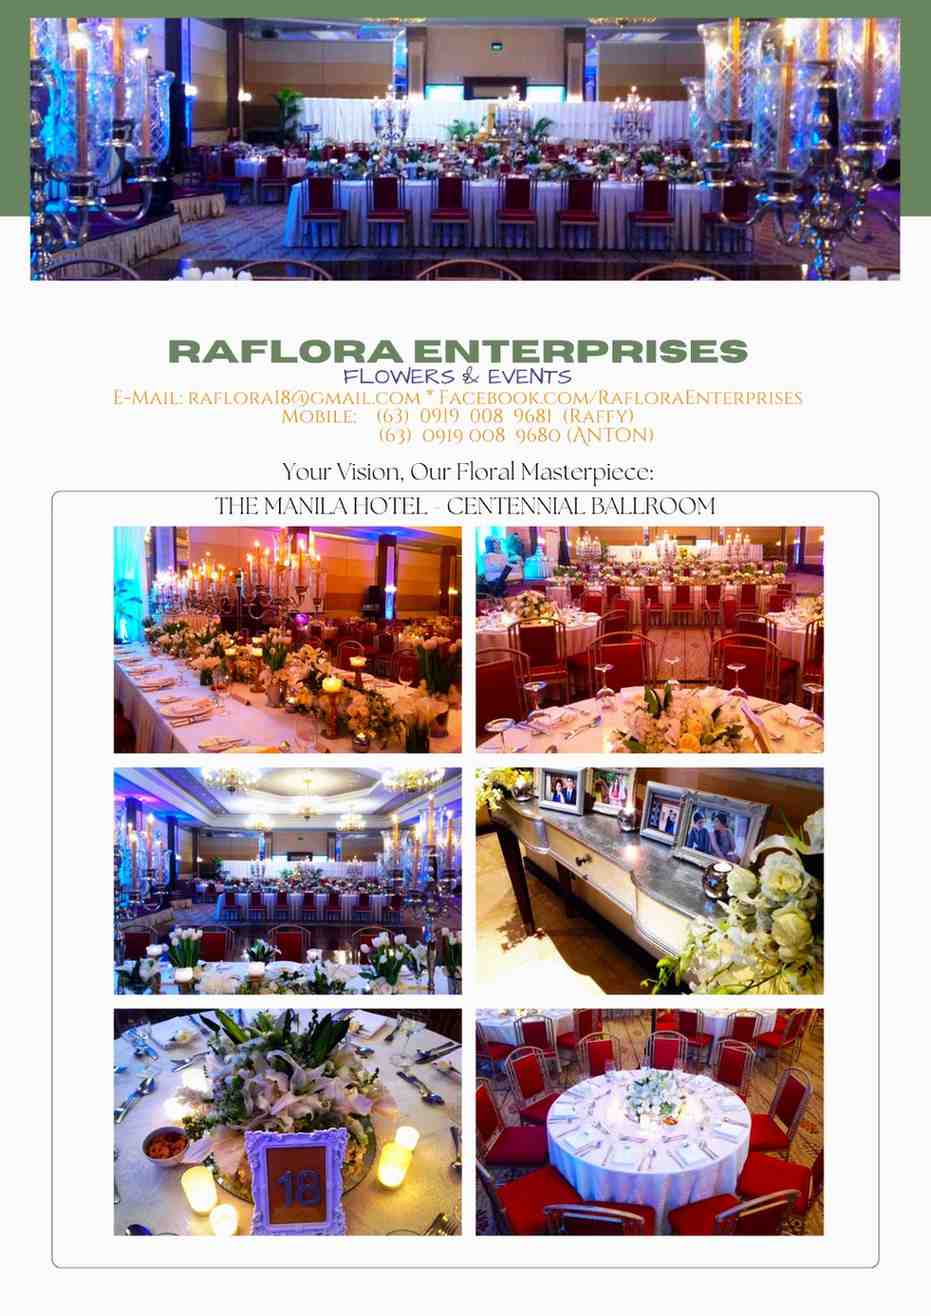 RAFLORA ENTERPRISES
FLOWERS & EVENTS
E-Mail: raflora18@gmail.com * Facebook.com/RafloraEnterprises
Mobile: (63) 0919 008 9681 (Raffy)
(63) 0919 008 9680 (Anton)
Your Vision, Our Floral Masterpiece:
THE MANILA HOTEL - CENTENNIAL BALLROOM
18